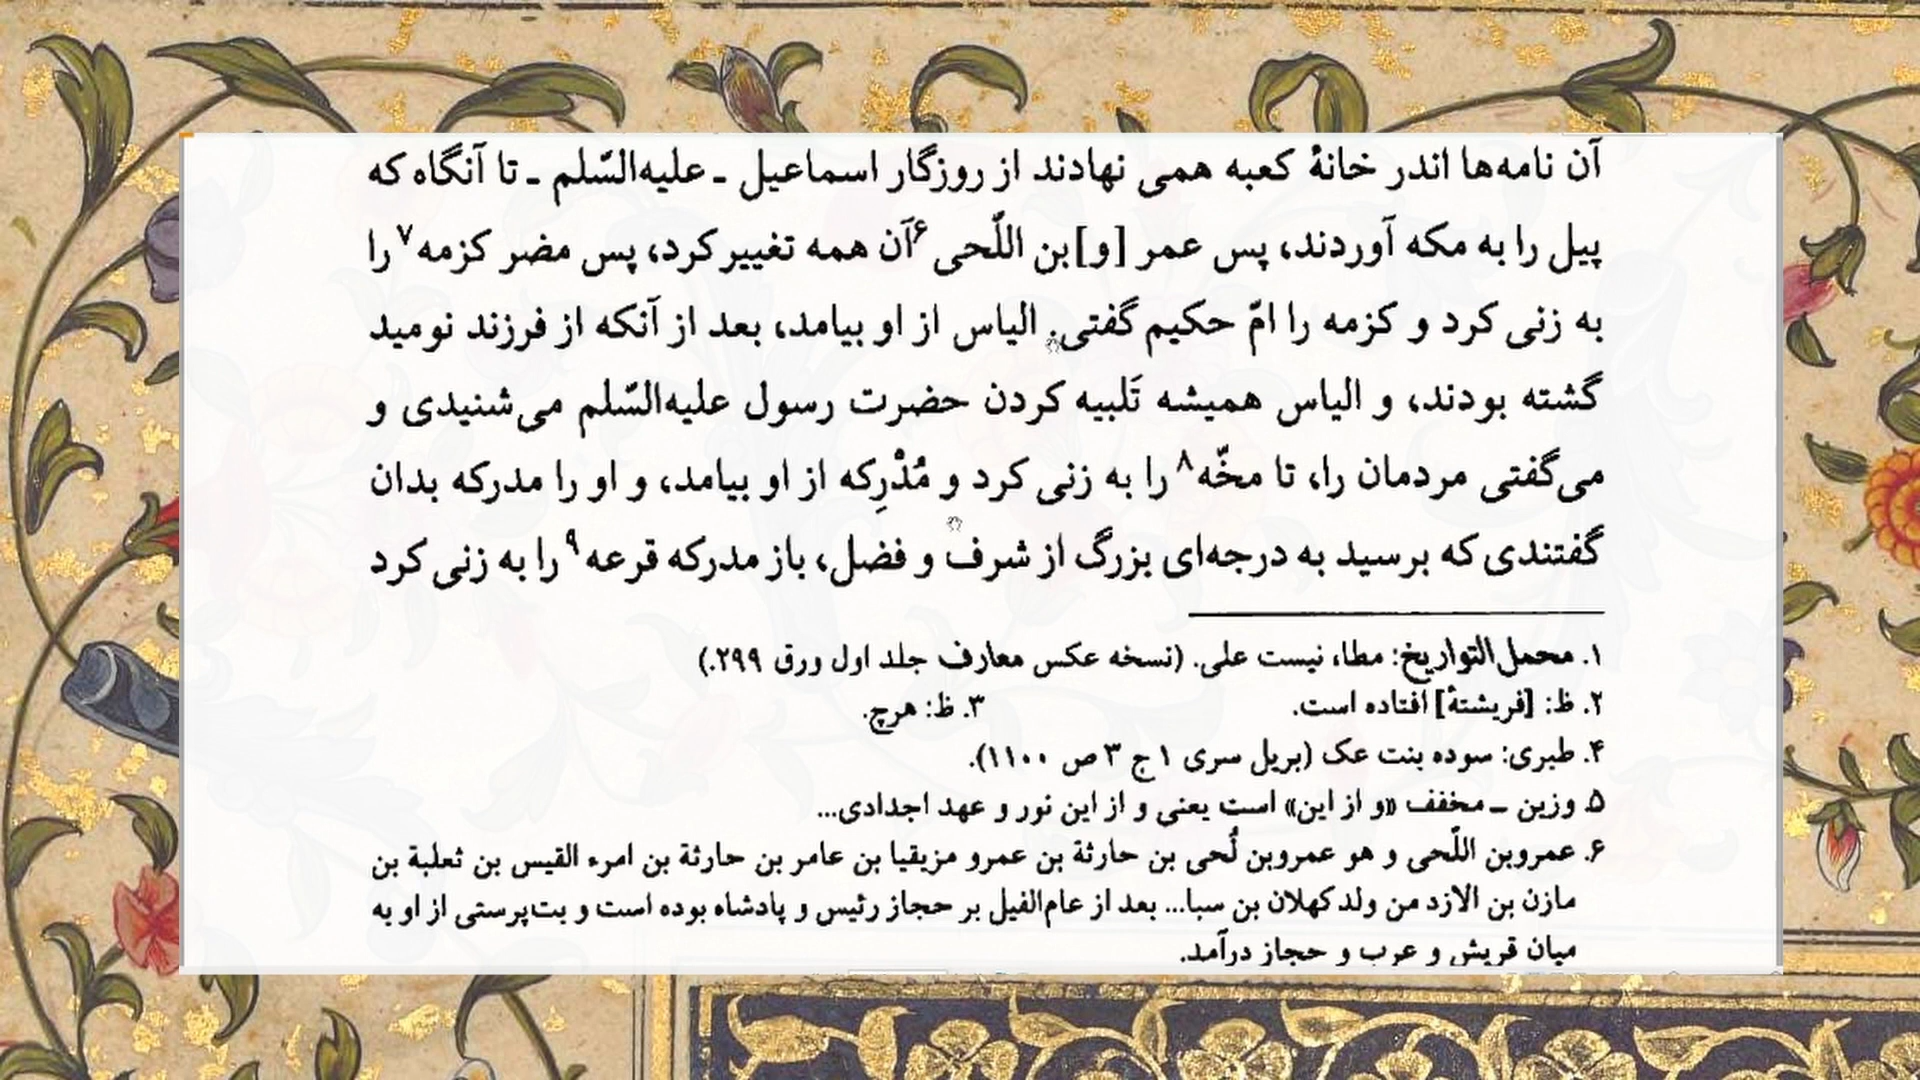 آن نامه‌ها اندر خانهٔ کعبه همی نهادند از روزگار اسماعیل ـ علیه‌السّلم ـ تا آنگاه که
پیل را به مکه آوردند، پس عمر [و] بن اللّحی۶ آن همه تغییر کرد، پس مضر کزمه۷ را
به زنی کرد و کزمه را امّ حکیم گفتی. الیاس از او بیامد، بعد از آنکه از فرزند نومید
گشته بودند، و الیاس همیشه تَلبیه کردن حضرت رسول علیه‌السّلم می‌شنیدی و
می‌گفتی مردمان را، تا مخّه۸ را به زنی کرد و مُدْرِکه از او بیامد، و او را مدرکه بدان
گفتندی که برسید به درجه‌ای بزرگ از شرف و فضل، باز مدرکه قرعه۹ را به زنی کرد
۱. محمل‌التواریخ: مطا، نیست علی. (نسخه عکس معارف جلد اول ورق ۲۹۹.)
۲. ظ: [فریشتهٔ] افتاده است. ۳. ظ: هرچ.
۴. طبری: سوده بنت عک (بریل سری ۱ ج ۳ ص ۱۱۰۰).
۵. وزین ـ مخفف «و از این» است یعنی و از این نور و عهد اجدادی...
۶. عمروبن اللّحی و هو عمروبن لُحی بن حارثة بن عمرو مزیقیا بن عامر بن حارثة بن امرء القیس بن ثعلبة بن
مازن بن الازد من ولد کهلان بن سبا... بعد از عام‌الفیل بر حجاز رئیس و پادشاه بوده است و بت‌پرستی از او به
میان قریش و عرب و حجاز درآمد.